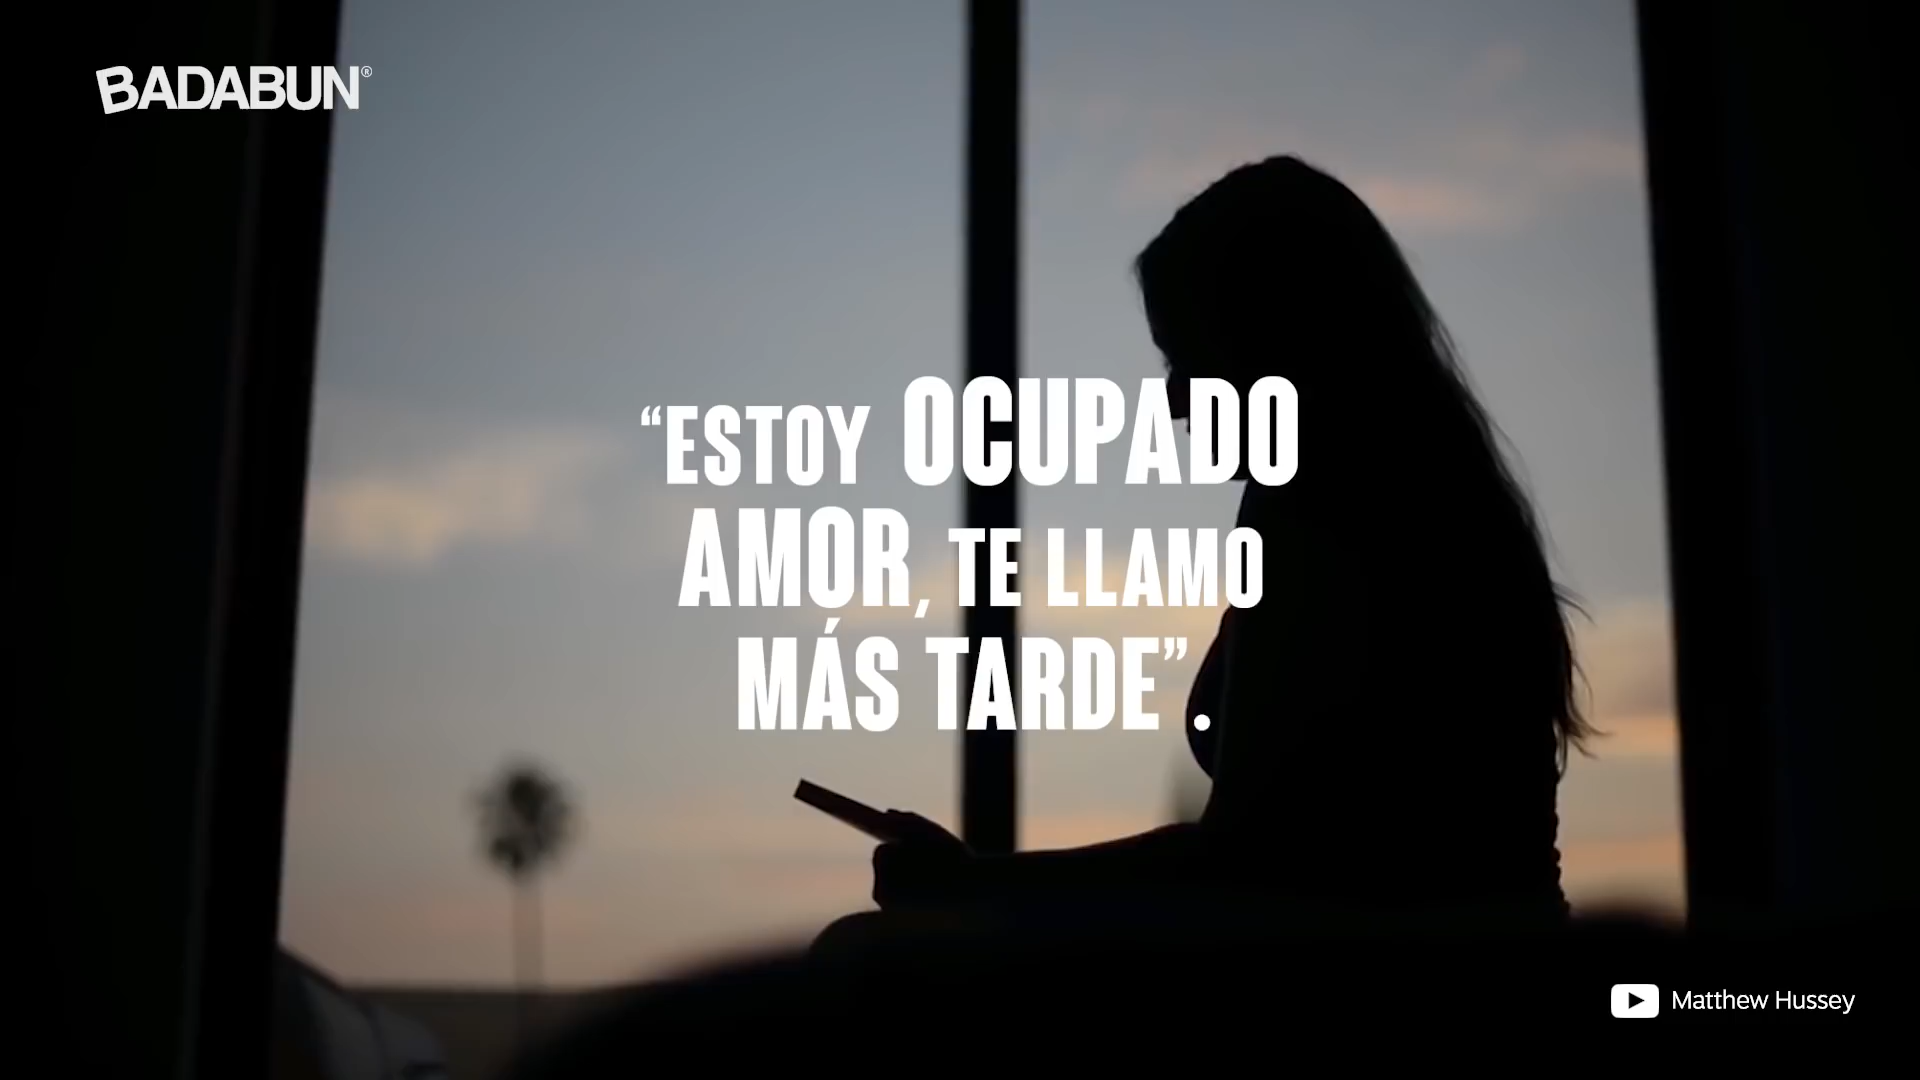 BADABUN®
“ESTOY OCUPADO
AMOR, TE LLAMO
MÁS TARDE”.
Matthew Hussey